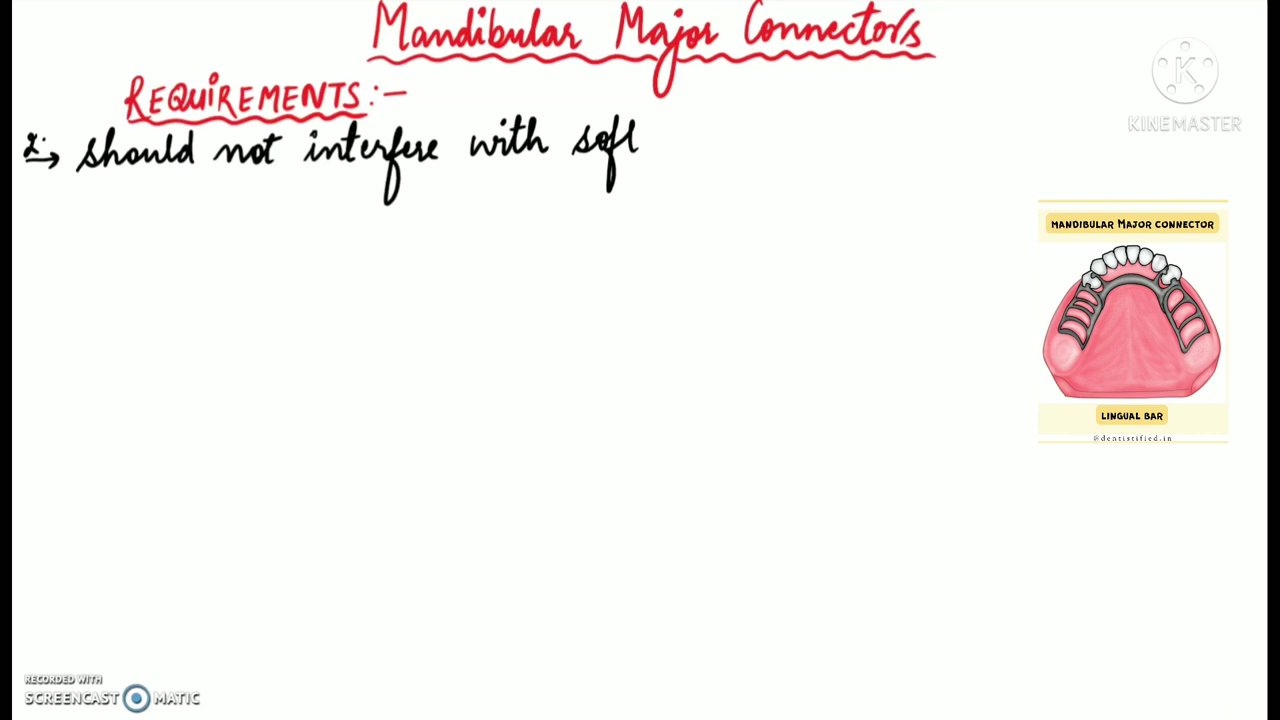 Mandibular Major Connectors
REQUIREMENTS:-
should not interfere with soft
KINEMASTER
MANDIBULAR MAJOR CONNECTOR
LINGUAL BAR
@dentistified.in
RECORDED WITH
SCREENCAST MATIC